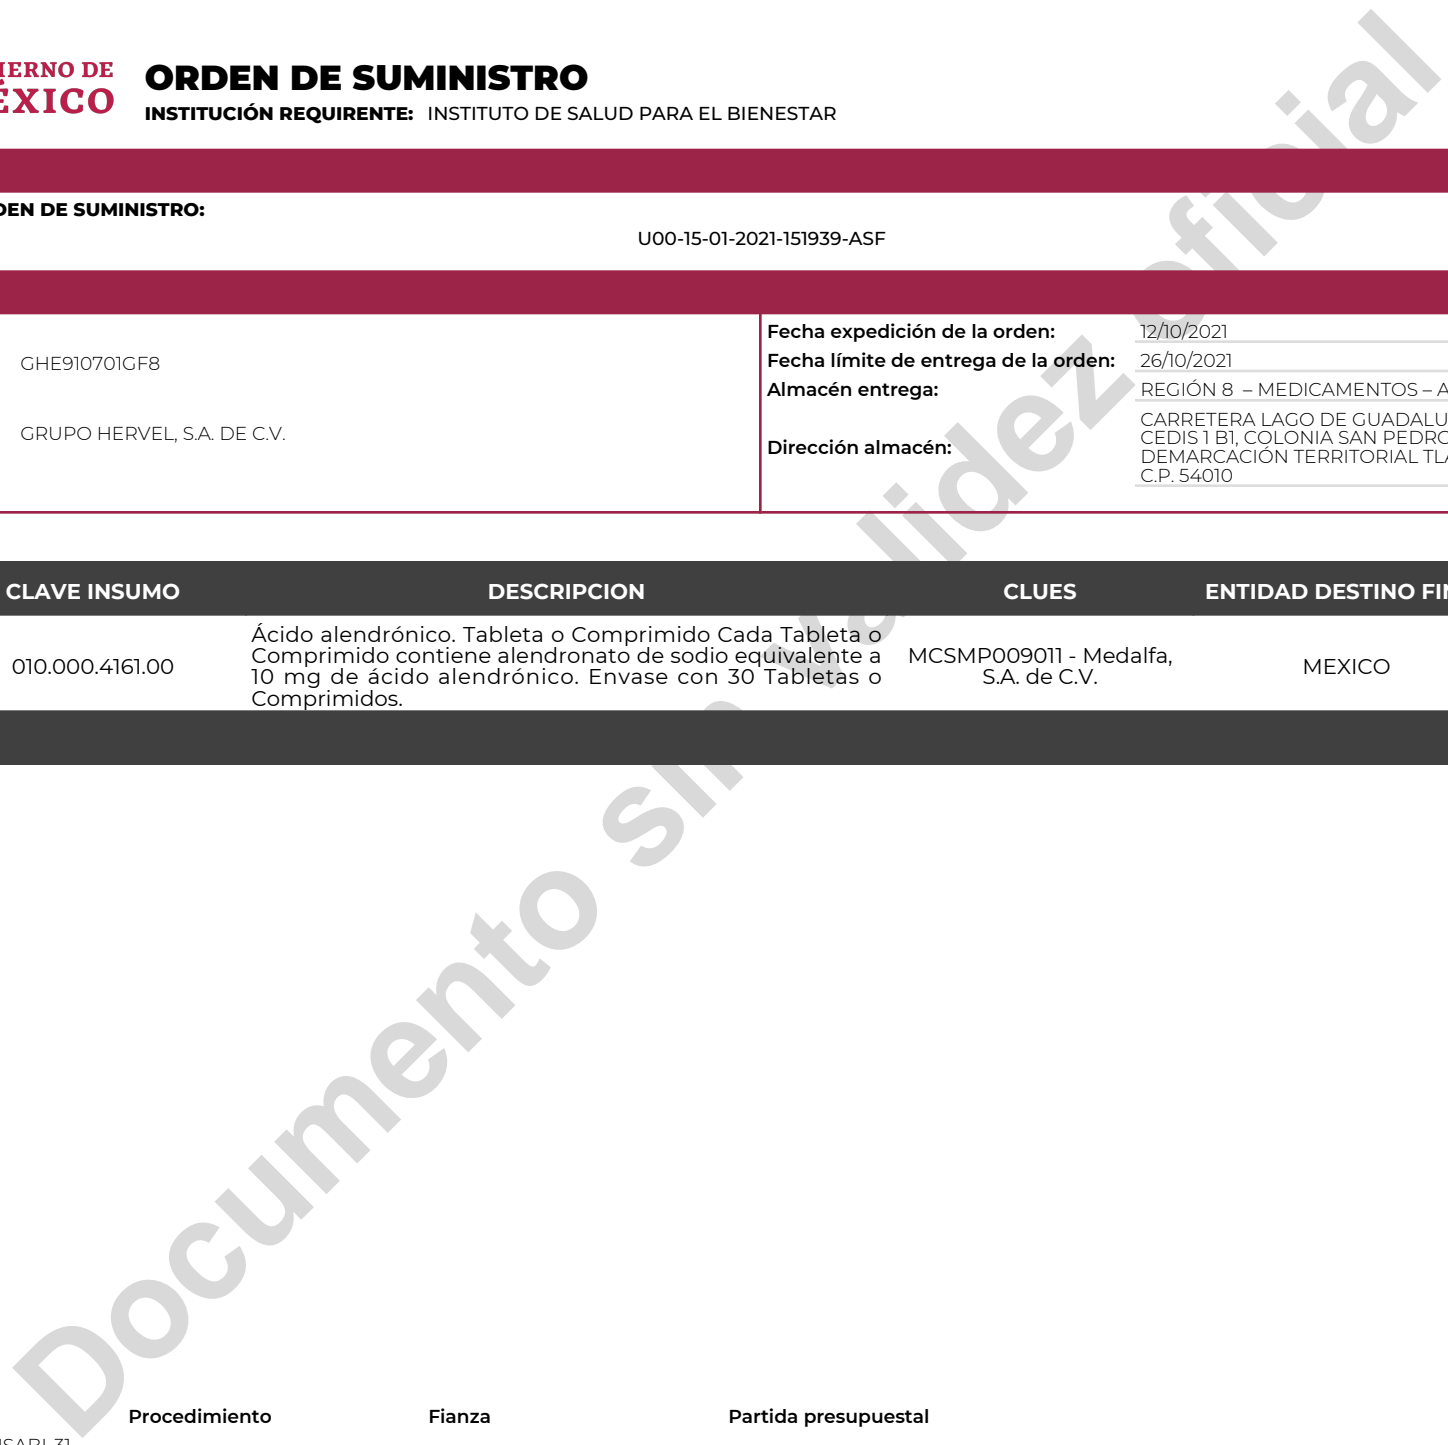 IERNO DE
ÉXICO
ORDEN DE SUMINISTRO
INSTITUCIÓN REQUIRENTE: INSTITUTO DE SALUD PARA EL BIENESTAR
DEN DE SUMINISTRO:
U00-15-01-2021-151939-ASF
GHE910701GF8
GRUPO HERVEL, S.A. DE C.V.
Fecha expedición de la orden: 12/10/2021
Fecha límite de entrega de la orden: 26/10/2021
Almacén entrega: REGIÓN 8 – MEDICAMENTOS – A
Dirección almacén:
CARRETERA LAGO DE GUADALU
CEDIS 1 B1, COLONIA SAN PEDRO
DEMARCACIÓN TERRITORIAL TLA
C.P. 54010
CLAVE INSUMO DESCRIPCION CLUES ENTIDAD DESTINO FIN
010.000.4161.00
Ácido alendrónico. Tableta o Comprimido Cada Tableta o
Comprimido contiene alendronato de sodio equivalente a
10 mg de ácido alendrónico. Envase con 30 Tabletas o
Comprimidos.
MCSMP009011 - Medalfa,
S.A. de C.V.
MEXICO
Documento sin validez oficial
Procedimiento Fianza Partida presupuestal